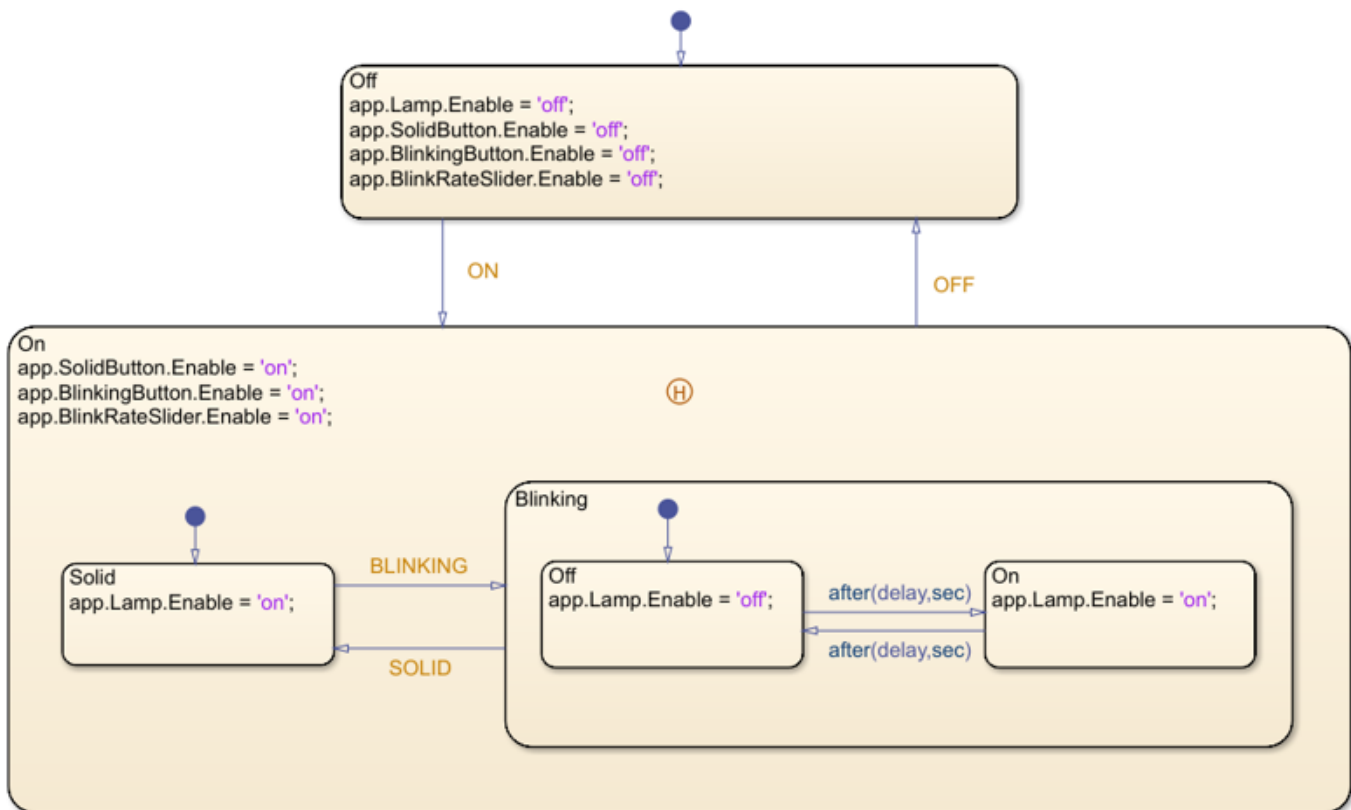 Off
app.Lamp.Enable = 'off';
app.SolidButton.Enable = 'off';
app.BlinkingButton.Enable = 'off';
app.BlinkRateSlider.Enable = 'off';
ON
OFF
On
app.SolidButton.Enable = 'on';
app.BlinkingButton.Enable = 'on';
app.BlinkRateSlider.Enable = 'on';
H
Blinking
Solid
app.Lamp.Enable = 'on';
BLINKING
SOLID
Off
app.Lamp.Enable = 'off';
after(delay,sec)
after(delay,sec)
On
app.Lamp.Enable = 'on';